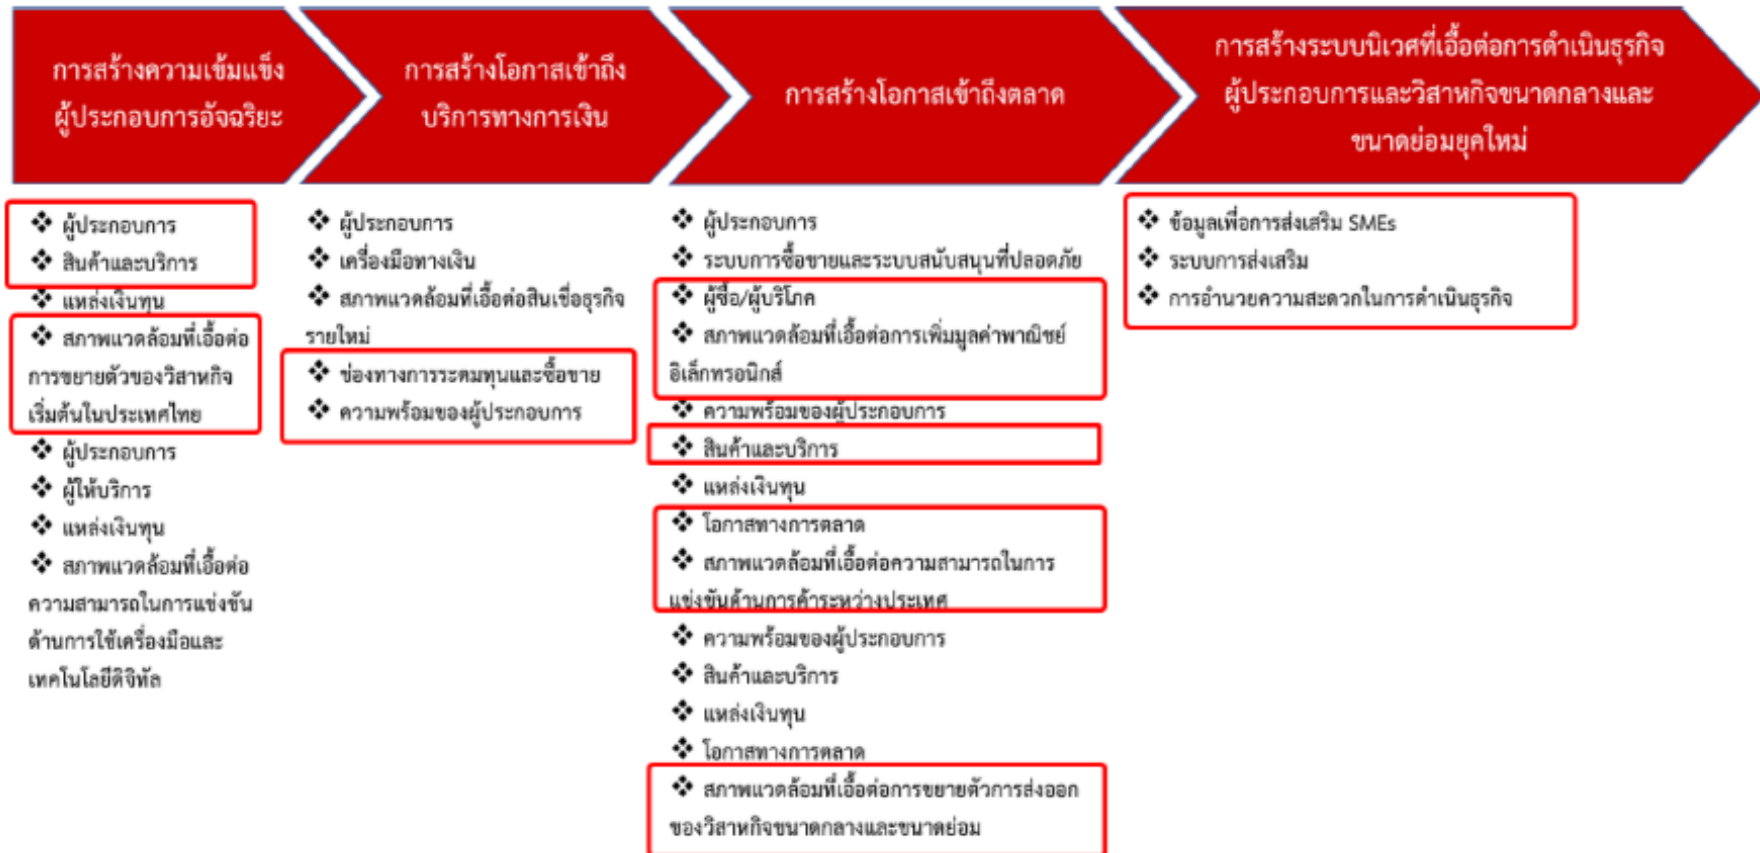 การสร้างความเข้มแข็ง
ผู้ประกอบการอัจฉริยะ
การสร้างโอกาสเข้าถึง
บริการทางการเงิน
การสร้างโอกาสเข้าถึงตลาด
การสร้างระบบนิเวศที่เอื้อต่อการดำเนินธุรกิจ
ผู้ประกอบการและวิสาหกิจขนาดกลางและ
ขนาดย่อมยุคใหม่
❖ ผู้ประกอบการ
❖ สินค้าและบริการ
❖ แหล่งเงินทุน
❖ สภาพแวดล้อมที่เอื้อต่อ
การขยายตัวของวิสาหกิจ
เริ่มต้นในประเทศไทย
❖ ผู้ประกอบการ
❖ ผู้ให้บริการ
❖ แหล่งเงินทุน
❖ สภาพแวดล้อมที่เอื้อต่อ
ความสามารถในการแข่งขัน
ด้านการใช้เครื่องมือและ
เทคโนโลยีดิจิทัล
❖ ผู้ประกอบการ
❖ เครื่องมือทางเงิน
❖ สภาพแวดล้อมที่เอื้อต่อสินเชื่อธุรกิจ
รายใหม่
❖ ช่องทางการระดมทุนและซื้อขาย
❖ ความพร้อมของผู้ประกอบการ
❖ ผู้ประกอบการ
❖ ระบบการซื้อขายและระบบสนับสนุนที่ปลอดภัย
❖ ผู้ซื้อ/ผู้บริโภค
❖ สภาพแวดล้อมที่เอื้อต่อการเพิ่มมูลค่าพาณิชย์
อิเล็กทรอนิกส์
❖ ความพร้อมของผู้ประกอบการ
❖ สินค้าและบริการ
❖ แหล่งเงินทุน
❖ โอกาสทางการตลาด
❖ สภาพแวดล้อมที่เอื้อต่อความสามารถในการ
แข่งขันด้านการค้าระหว่างประเทศ
❖ ความพร้อมของผู้ประกอบการ
❖ สินค้าและบริการ
❖ แหล่งเงินทุน
❖ โอกาสทางการตลาด
❖ สภาพแวดล้อมที่เอื้อต่อการขยายตัวการส่งออก
ของวิสาหกิจขนาดกลางและขนาดย่อม
❖ ข้อมูลเพื่อการส่งเสริม SMEs
❖ ระบบการส่งเสริม
❖ การอำนวยความสะดวกในการดำเนินธุรกิจ